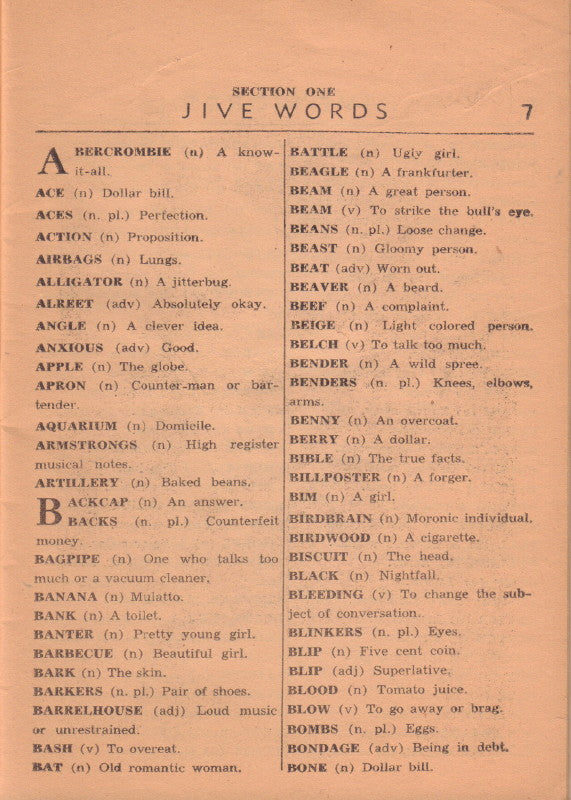 SECTION ONE
JIVE WORDS 7
ABERCROMBIE (n) A know-
it-all.
ACE (n) Dollar bill.
ACES (n. pl.) Perfection.
ACTION (n) Proposition.
AIRBAGS (n) Lungs.
ALLIGATOR (n) A jitterbug.
ALREET (adv) Absolutely okay.
ANGLE (n) A clever idea.
ANXIOUS (adv) Good.
APPLE (n) The globe.
APRON (n) Counter-man or bar-
tender.
AQUARIUM (n) Domicile.
ARMSTRONGS (n) High register
musical notes.
ARTILLERY (n) Baked beans.
BACKCAP (n) An answer.
BACKS (n. pl.) Counterfeit
money.
BAGPIPE (n) One who talks too
much or a vacuum cleaner.
BANANA (n) Mulatto.
BANK (n) A toilet.
BANTER (n) Pretty young girl.
BARBECUE (n) Beautiful girl.
BARK (n) The skin.
BARKERS (n. pl.) Pair of shoes.
BARRELHOUSE (adj) Loud music
or unrestrained.
BASH (v) To overeat.
BAT (n) Old romantic woman.
BATTLE (n) Ugly girl.
BEAGLE (n) A frankfurter.
BEAM (n) A great person.
BEAM (v) To strike the bull's eye.
BEANS (n. pl.) Loose change.
BEAST (n) Gloomy person.
BEAT (adv) Worn out.
BEAVER (n) A beard.
BEEF (n) A complaint.
BEIGE (n) Light colored person.
BELCH (v) To talk too much.
BENDER (n) A wild spree.
BENDERS (n. pl.) Knees, elbows,
arms.
BENNY (n) An overcoat.
BERRY (n) A dollar.
BIBLE (n) The true facts.
BILLPOSTER (n) A forger.
BIM (n) A girl.
BIRDBRAIN (n) Moronic individual.
BIRDWOOD (n) A cigarette.
BISCUIT (n) The head.
BLACK (n) Nightfall.
BLEEDING (v) To change the sub-
ject of conversation.
BLINKERS (n. pl.) Eyes.
BLIP (n) Five cent coin.
BLIP (adj) Superlative.
BLOOD (n) Tomato juice.
BLOW (v) To go away or brag.
BOMBS (n. pl.) Eggs.
BONDAGE (adv) Being in debt.
BONE (n) Dollar bill.